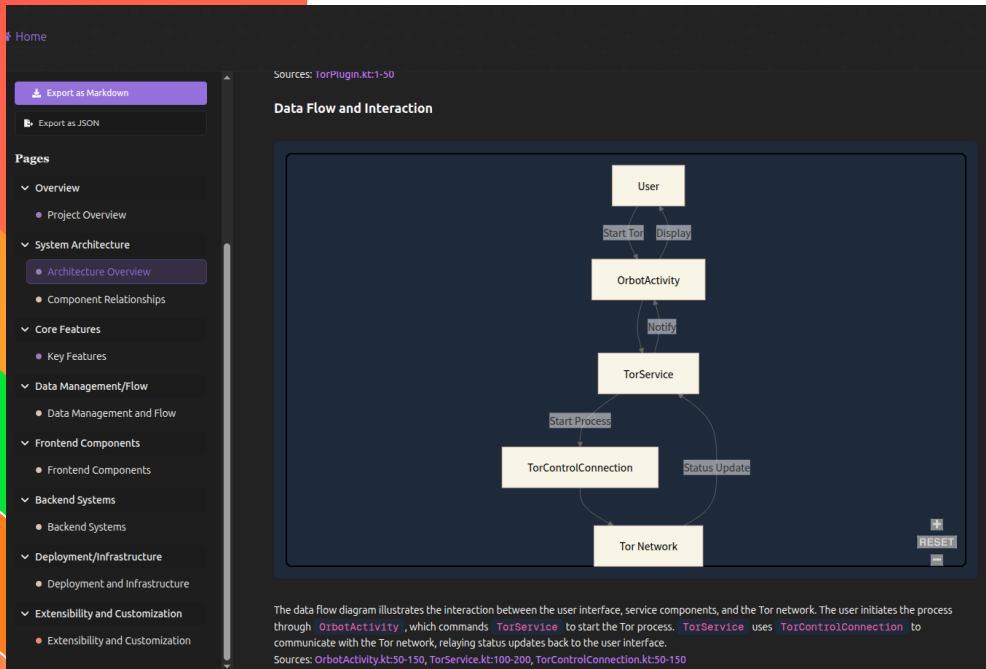 Home
Export as Markdown
Export as JSON
Pages
Overview
Project Overview
System Architecture
Architecture Overview
Component Relationships
Core Features
Key Features
Data Management/Flow
Data Management and Flow
Frontend Components
Frontend Components
Backend Systems
Backend Systems
Deployment/Infrastructure
Deployment and Infrastructure
Extensibility and Customization
Extensibility and Customization
Sources: TorPlugin.kt:1-50
Data Flow and Interaction
User
Start Tor
Display
OrbotActivity
Notify
TorService
Start Process
TorControlConnection
Status Update
Tor Network
+
RESET
−
The data flow diagram illustrates the interaction between the user interface, service components, and the Tor network. The user initiates the process
through OrbotActivity , which commands TorService to start the Tor process. TorService uses TorControlConnection to
communicate with the Tor network, relaying status updates back to the user interface.
Sources: OrbotActivity.kt:50-150, TorService.kt:100-200, TorControlConnection.kt:50-150